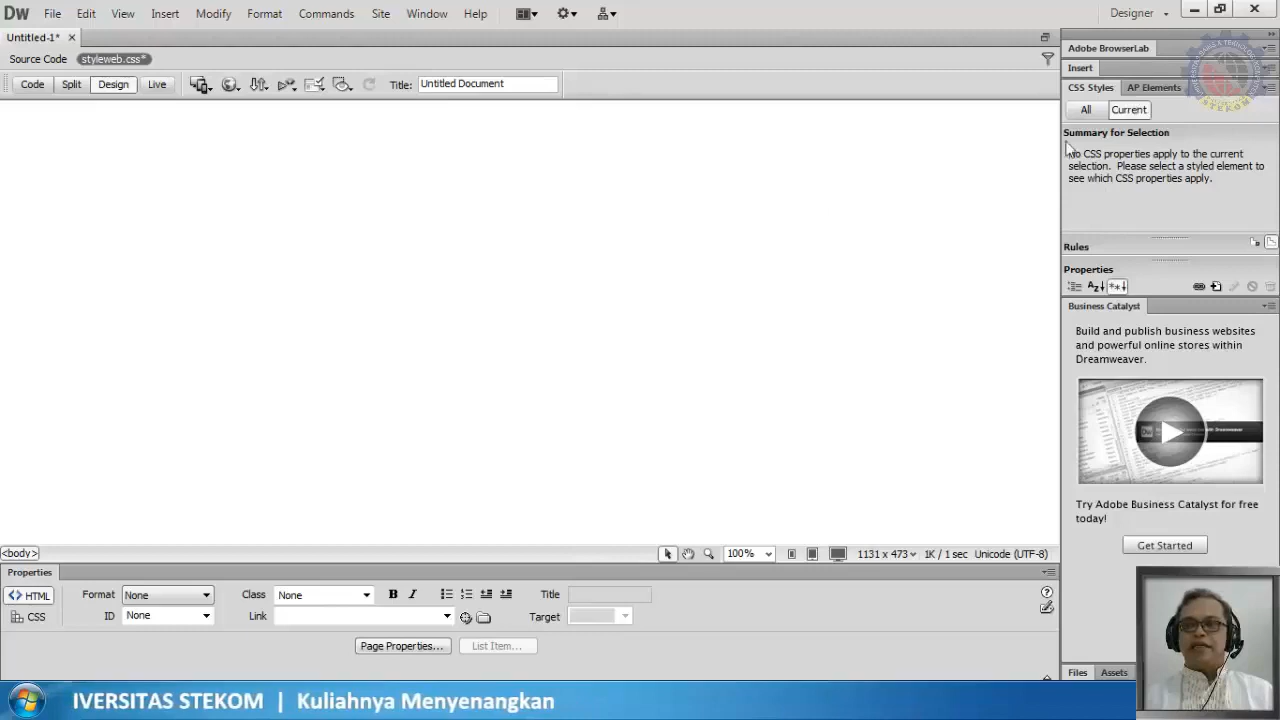 Dw File Edit View Insert Modify Format Commands Site Window Help Designer
Untitled-1*
Source Code styleweb.css*
Code Split Design Live Title: Untitled Document
Adobe BrowserLab
Insert
CSS Styles AP Elements
All Current
Summary for Selection
No CSS properties apply to the current
selection. Please select a styled element to
see which CSS properties apply.
Rules
Properties
Business Catalyst
Build and publish business websites
and powerful online stores within
Dreamweaver.
Try Adobe Business Catalyst for free
today!
Get Started
<body> 100% 1131 x 473 1K / 1 sec Unicode (UTF-8)
Properties
HTML Format None Class None B I Title
CSS ID None Link Target
Page Properties... List Item...
Files Assets
STEKOM
IVERSITAS STEKOM | Kuliahnya Menyenangkan